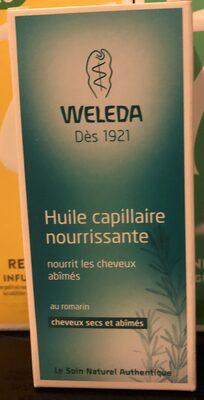 WELEDA
Dès 1921
Huile capillaire
nourrissante
nourrit les cheveux
abîmés
au romarin
cheveux secs et abîmés
Le Soin Naturel Authentique